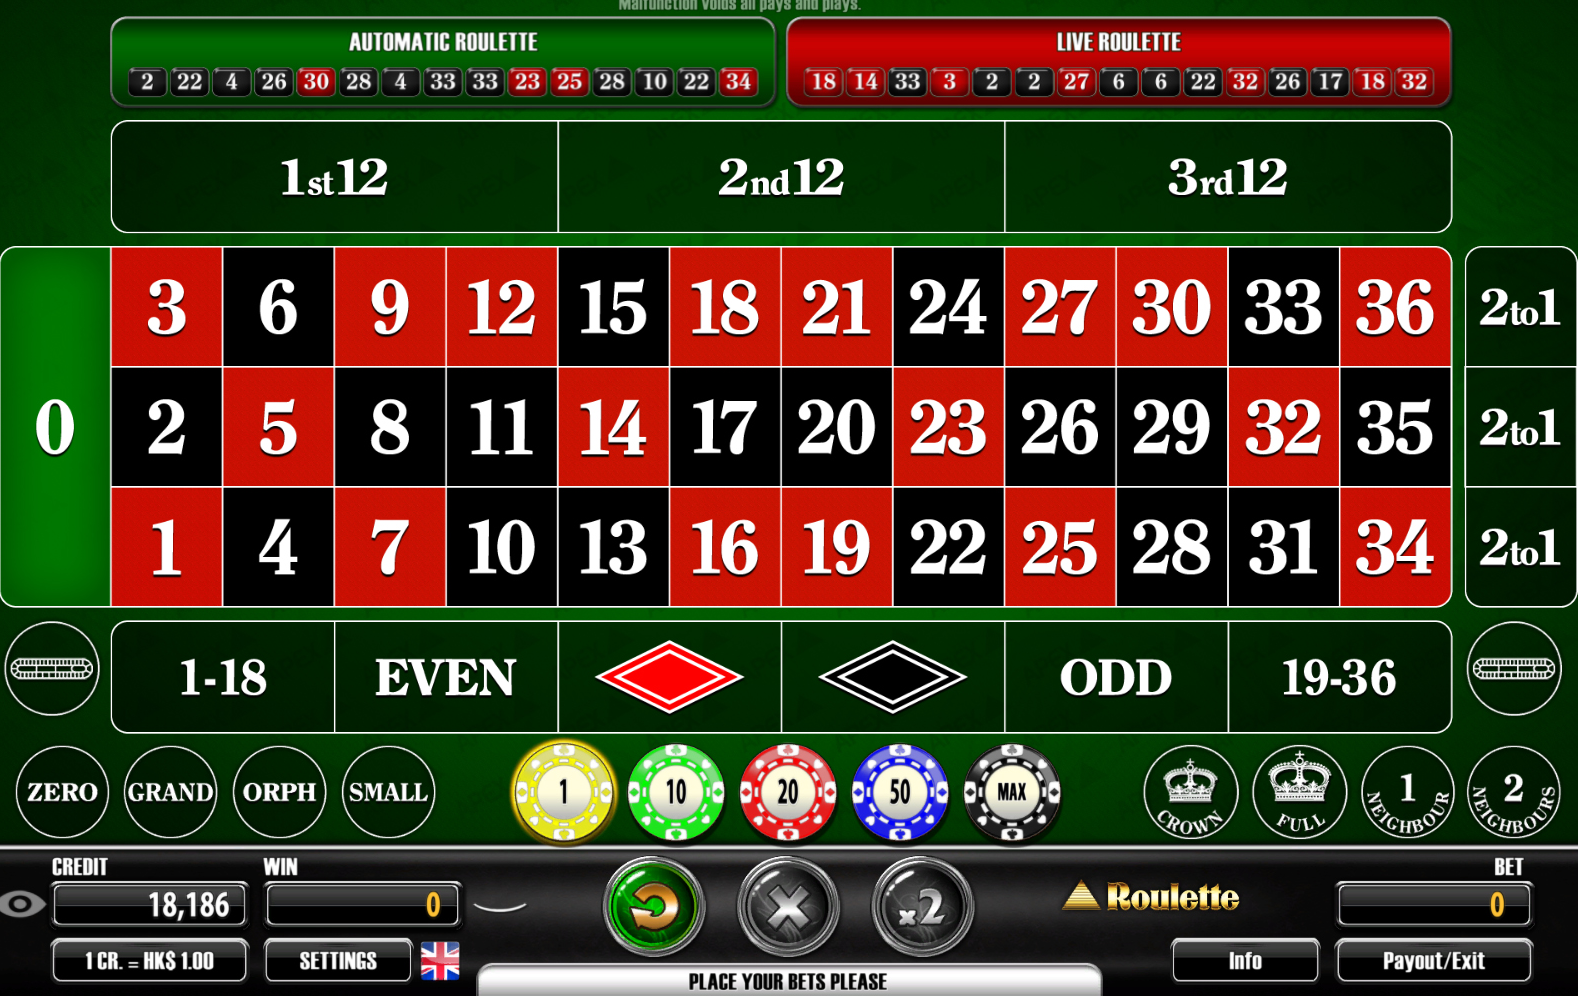 Malfunction voids all pays and plays.
AUTOMATIC ROULETTE
2 22 4 26 30 28 4 33 33 23 25 28 10 22 34
LIVE ROULETTE
18 14 33 3 2 2 27 6 6 22 32 26 17 18 32
1st12 2nd12 3rd12
3 6 9 12 15 18 21 24 27 30 33 36 2to1
0 2 5 8 11 14 17 20 23 26 29 32 35 2to1
1 4 7 10 13 16 19 22 25 28 31 34 2to1
1-18 EVEN ODD 19-36
ZERO GRAND ORPH SMALL 1 10 20 50 MAX CROWN FULL 1 NEIGHBOUR 2 NEIGHBOURS
CREDIT WIN BET
18,186 0 x2 Roulette 0
1 CR. = HK$ 1.00 SETTINGS Info Payout/Exit
PLACE YOUR BETS PLEASE